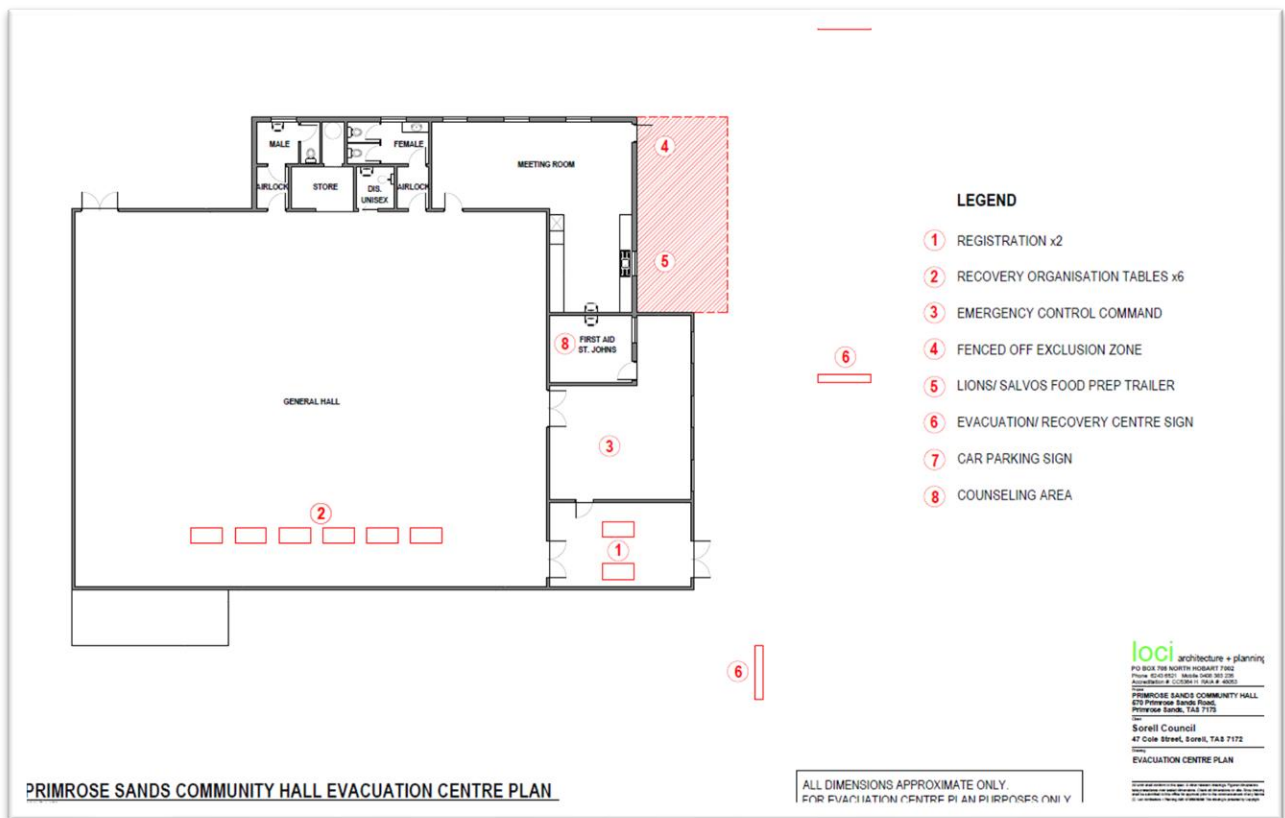 MALE
FEMALE
MEETING ROOM
AIRLOCK
STORE
DIS.
UNISEX
AIRLOCK
4
5
FIRST AID
ST. JOHNS
8
GENERAL HALL
3
2
1
6
6
LEGEND
1 REGISTRATION x2
2 RECOVERY ORGANISATION TABLES x6
3 EMERGENCY CONTROL COMMAND
4 FENCED OFF EXCLUSION ZONE
5 LIONS/ SALVOS FOOD PREP TRAILER
6 EVACUATION/ RECOVERY CENTRE SIGN
7 CAR PARKING SIGN
8 COUNSELING AREA
loci architecture + planning
PO BOX 708 NORTH HOBART 7002
PRIMROSE SANDS COMMUNITY HALL
670 Primrose Sands Road,
Primrose Sands, TAS 7173
Sorell Council
47 Cole Street, Sorell, TAS 7172
EVACUATION CENTRE PLAN
PRIMROSE SANDS COMMUNITY HALL EVACUATION CENTRE PLAN
ALL DIMENSIONS APPROXIMATE ONLY.
FOR EVACUATION CENTRE PLAN PURPOSES ONLY